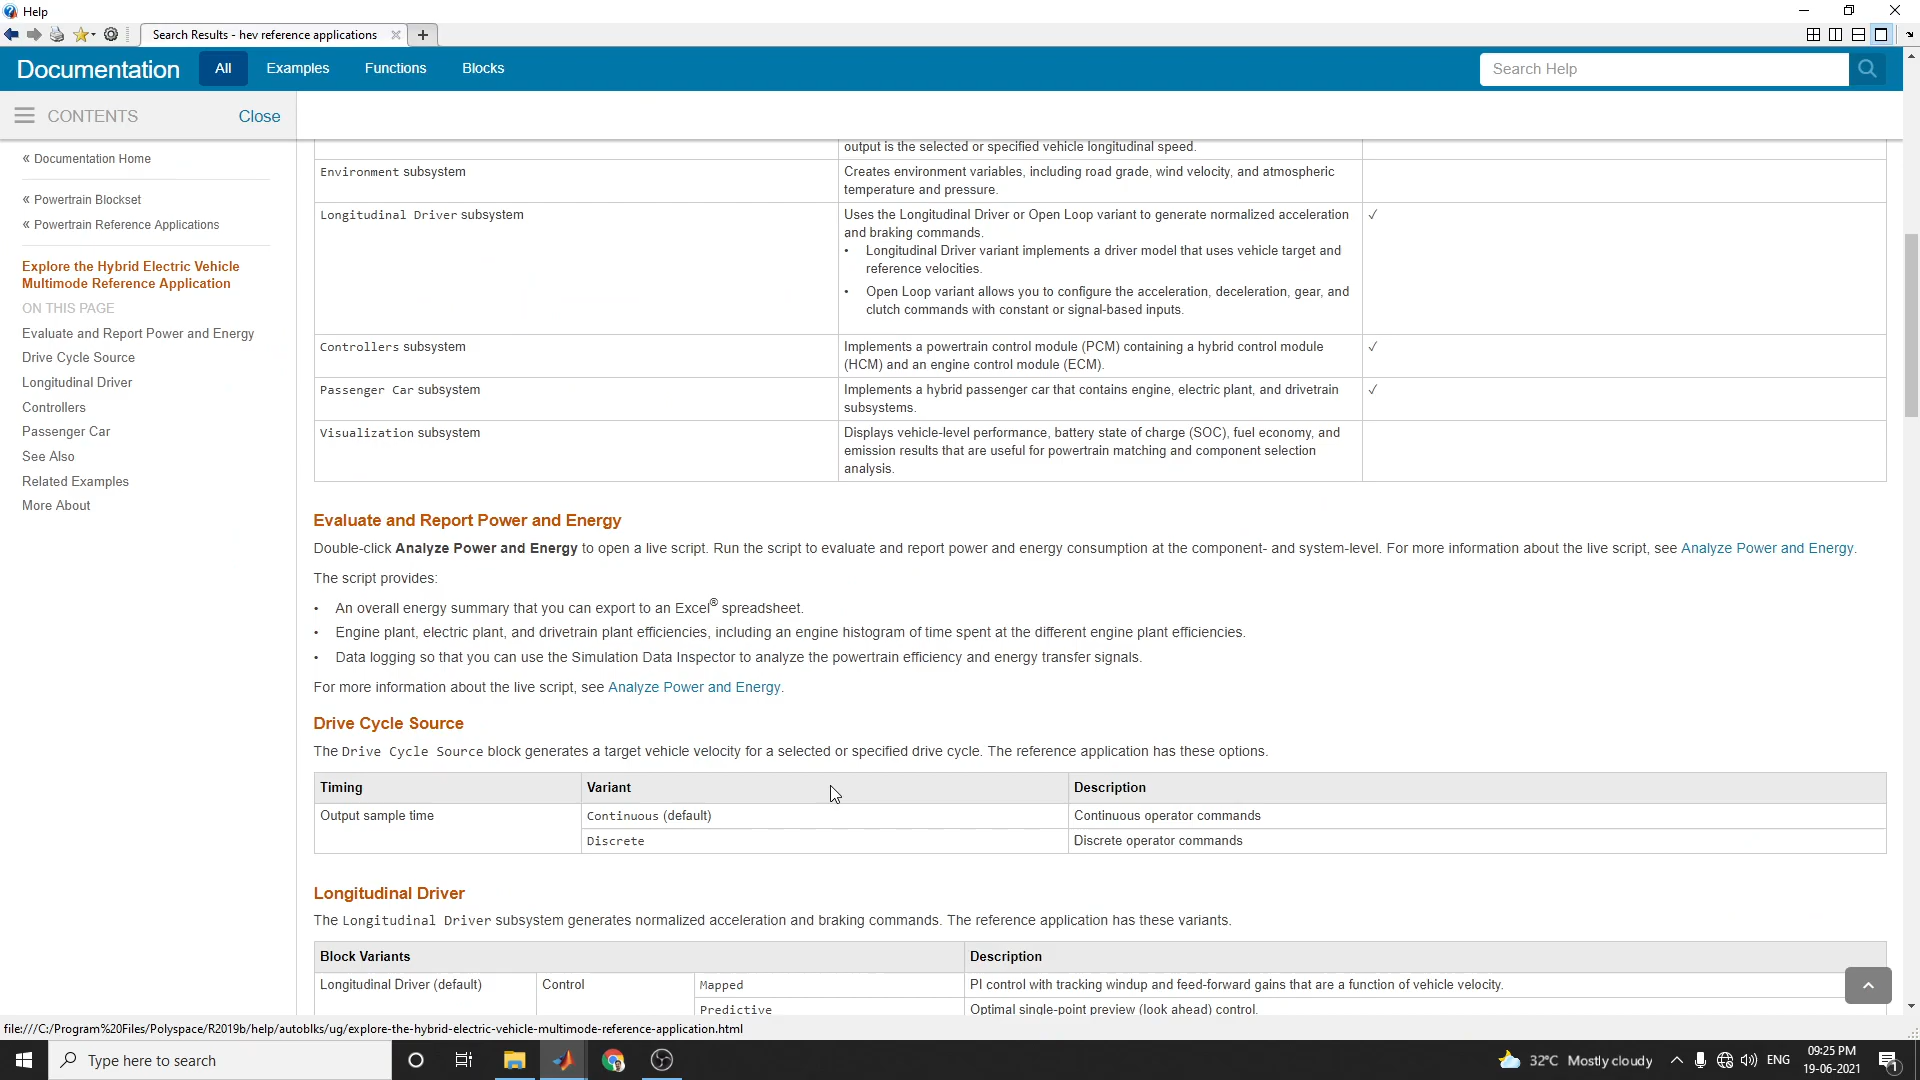 Help
Search Results - hev reference applications
Documentation
All
Examples
Functions
Blocks
Search Help
CONTENTS
Close
« Documentation Home
« Powertrain Blockset
« Powertrain Reference Applications
Explore the Hybrid Electric Vehicle
Multimode Reference Application
ON THIS PAGE
Evaluate and Report Power and Energy
Drive Cycle Source
Longitudinal Driver
Controllers
Passenger Car
See Also
Related Examples
More About
output is the selected or specified vehicle longitudinal speed.
Environment subsystem
Creates environment variables, including road grade, wind velocity, and atmospheric
temperature and pressure.
Longitudinal Driver subsystem
Uses the Longitudinal Driver or Open Loop variant to generate normalized acceleration ✓
and braking commands.
• Longitudinal Driver variant implements a driver model that uses vehicle target and
reference velocities.
• Open Loop variant allows you to configure the acceleration, deceleration, gear, and
clutch commands with constant or signal-based inputs.
Controllers subsystem
Implements a powertrain control module (PCM) containing a hybrid control module ✓
(HCM) and an engine control module (ECM).
Passenger Car subsystem
Implements a hybrid passenger car that contains engine, electric plant, and drivetrain ✓
subsystems.
Visualization subsystem
Displays vehicle-level performance, battery state of charge (SOC), fuel economy, and
emission results that are useful for powertrain matching and component selection
analysis.
Evaluate and Report Power and Energy
Double-click Analyze Power and Energy to open a live script. Run the script to evaluate and report power and energy consumption at the component- and system-level. For more information about the live script, see Analyze Power and Energy.
The script provides:
• An overall energy summary that you can export to an Excel® spreadsheet.
• Engine plant, electric plant, and drivetrain plant efficiencies, including an engine histogram of time spent at the different engine plant efficiencies.
• Data logging so that you can use the Simulation Data Inspector to analyze the powertrain efficiency and energy transfer signals.
For more information about the live script, see Analyze Power and Energy.
Drive Cycle Source
The Drive Cycle Source block generates a target vehicle velocity for a selected or specified drive cycle. The reference application has these options.
Timing Variant Description
Output sample time Continuous (default) Continuous operator commands
Discrete Discrete operator commands
Longitudinal Driver
The Longitudinal Driver subsystem generates normalized acceleration and braking commands. The reference application has these variants.
Block Variants Description
Longitudinal Driver (default) Control Mapped PI control with tracking windup and feed-forward gains that are a function of vehicle velocity.
Predictive Optimal single-point preview (look ahead) control.
file:///C:/Program%20Files/Polyspace/R2019b/help/autoblks/ug/explore-the-hybrid-electric-vehicle-multimode-reference-application.html
Type here to search
32°C Mostly cloudy
ENG
09:25 PM
19-06-2021
1